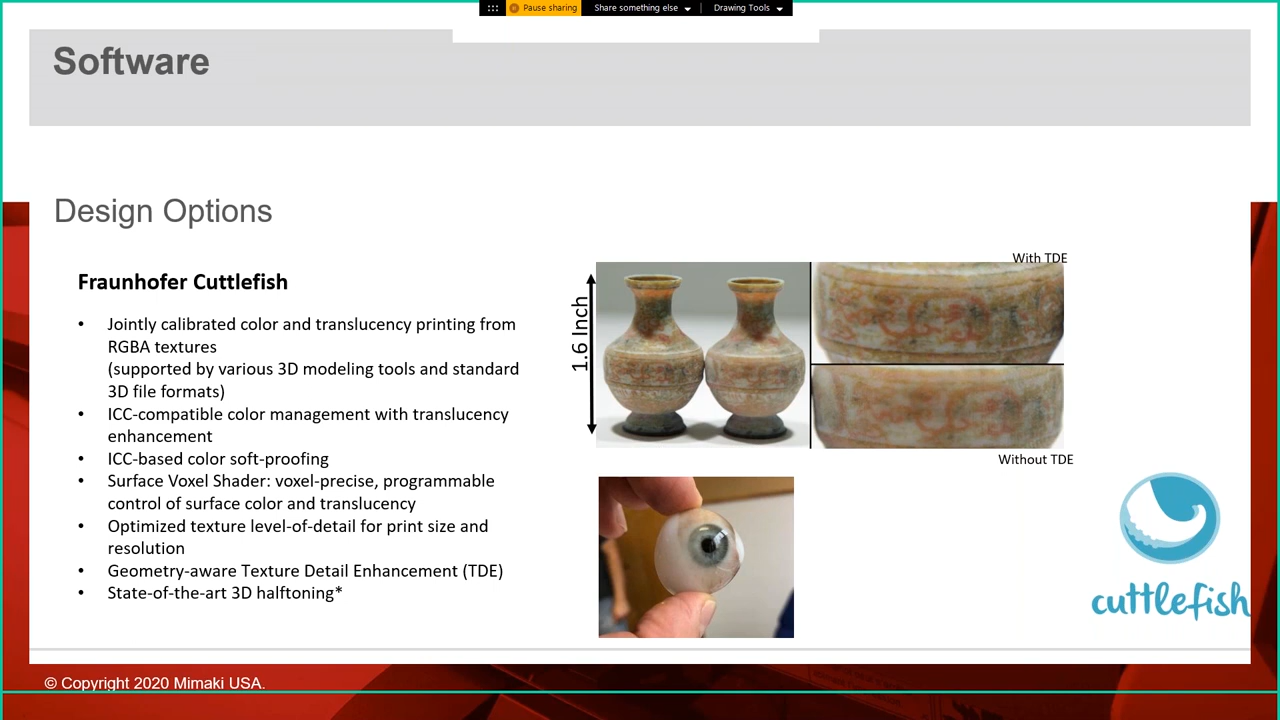 Pause sharing
Share something else
Drawing Tools
Software
Design Options
Fraunhofer Cuttlefish
• Jointly calibrated color and translucency printing from
RGBA textures
(supported by various 3D modeling tools and standard
3D file formats)
• ICC-compatible color management with translucency
enhancement
• ICC-based color soft-proofing
• Surface Voxel Shader: voxel-precise, programmable
control of surface color and translucency
• Optimized texture level-of-detail for print size and
resolution
• Geometry-aware Texture Detail Enhancement (TDE)
• State-of-the-art 3D halftoning*
1.6 Inch
With TDE
Without TDE
cuttlefish
© Copyright 2020 Mimaki USA.